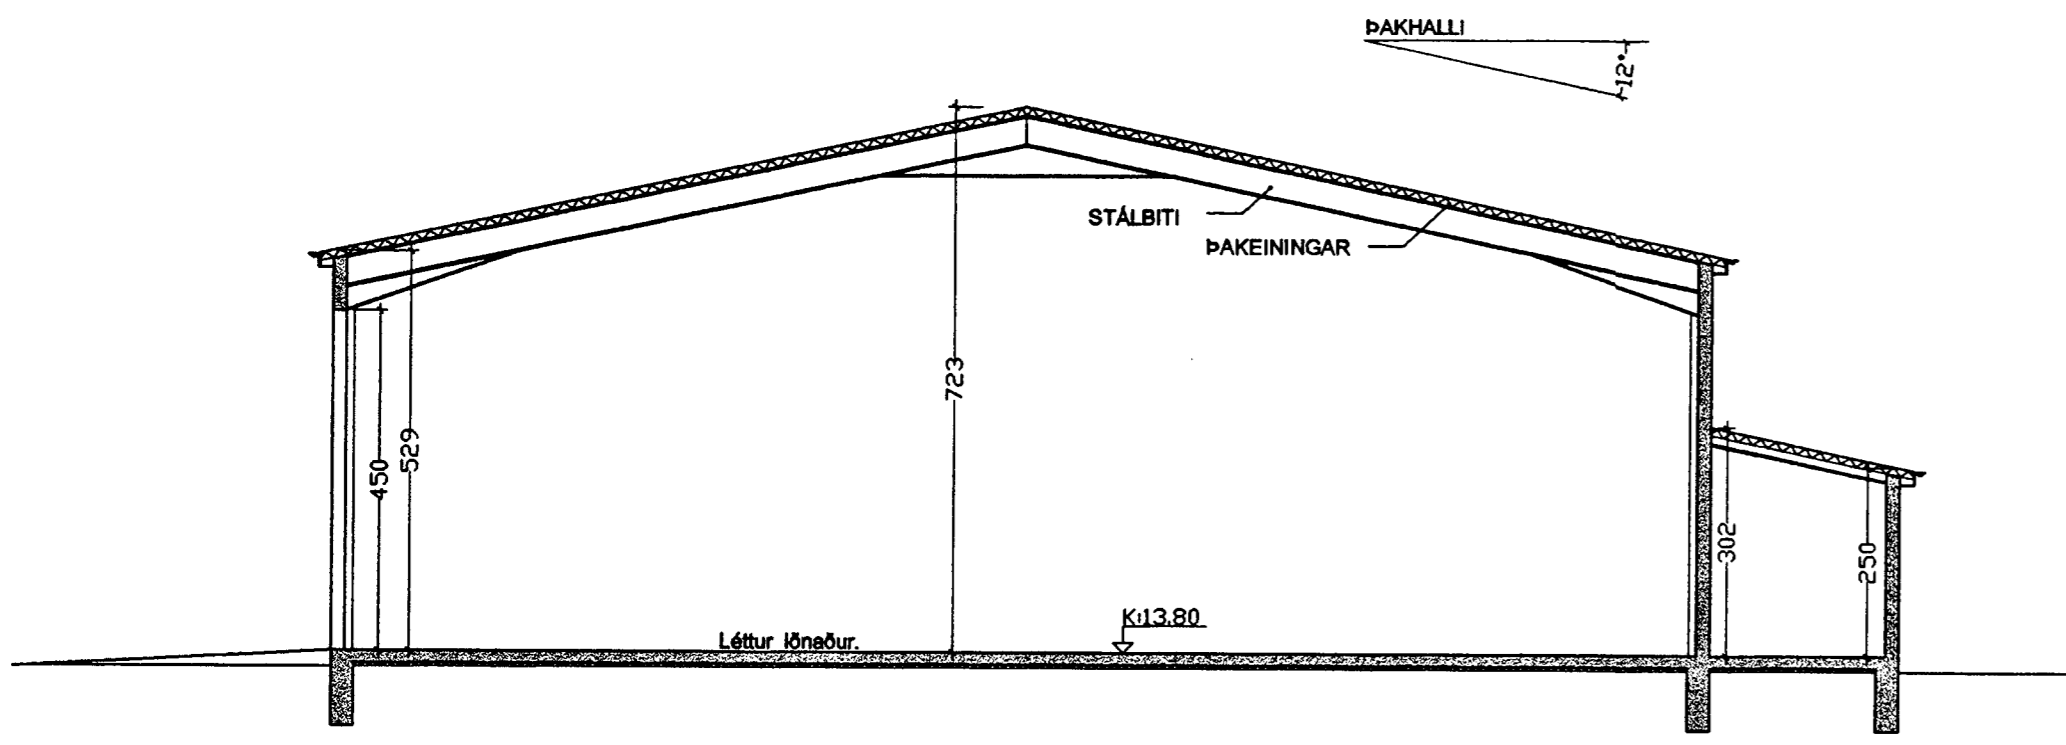 ÞAKHALLI
12°
STÁLBITI
ÞAKEININGAR
723
529
450
302
250
K:13.80
Léttur Iðnaður.